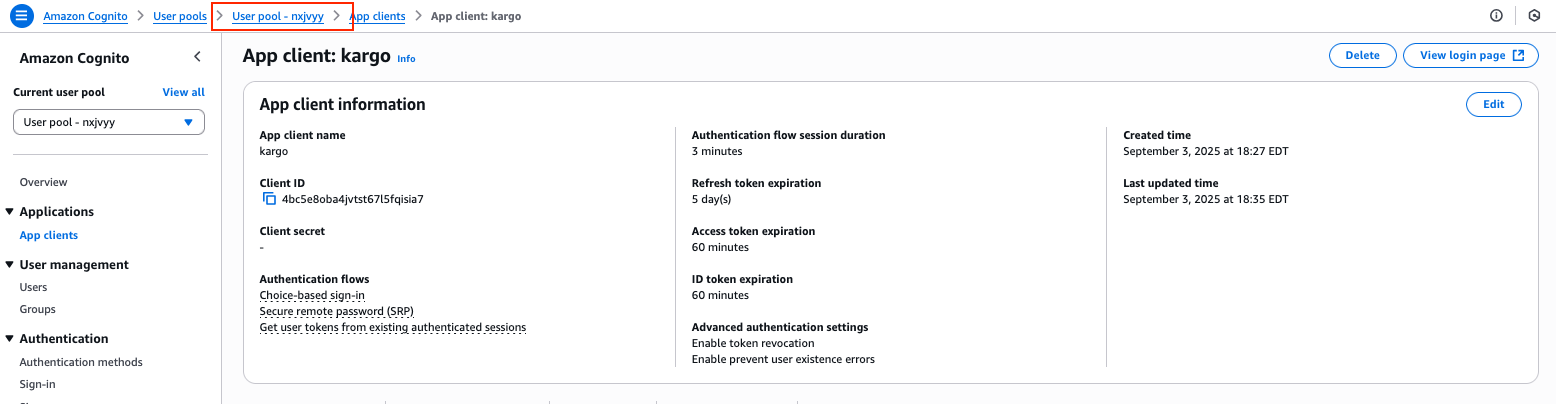 Amazon Cognito > User pools > User pool - nxjvyy > App clients > App client: kargo
Amazon Cognito
Current user pool View all
User pool - nxjvyy
Overview
Applications
App clients
User management
Users
Groups
Authentication
Authentication methods
Sign-in
App client: kargo Info
Delete
View login page
App client information
Edit
App client name
kargo
Client ID
4bc5e8oba4jvtst67l5fqisia7
Client secret
-
Authentication flows
Choice-based sign-in
Secure remote password (SRP)
Get user tokens from existing authenticated sessions
Authentication flow session duration
3 minutes
Refresh token expiration
5 day(s)
Access token expiration
60 minutes
ID token expiration
60 minutes
Advanced authentication settings
Enable token revocation
Enable prevent user existence errors
Created time
September 3, 2025 at 18:27 EDT
Last updated time
September 3, 2025 at 18:35 EDT